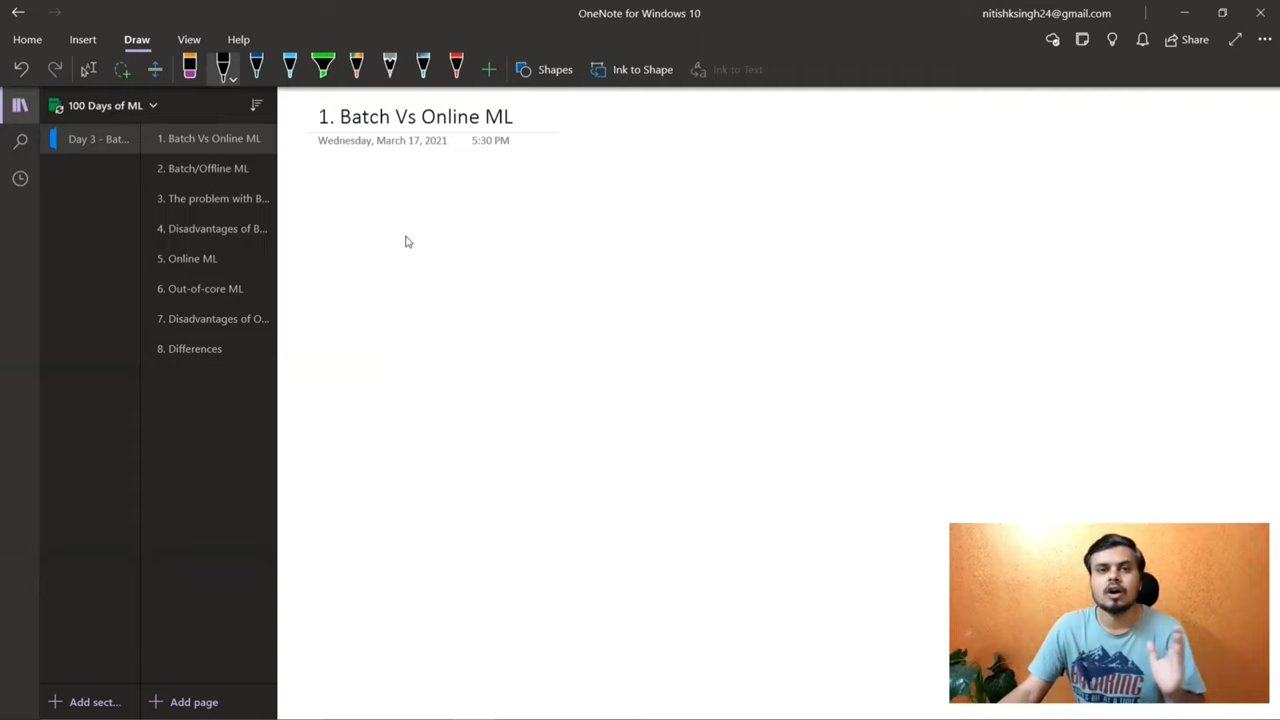 OneNote for Windows 10
nitishksingh24@gmail.com
Home
Insert
Draw
View
Help
Share
Shapes
Ink to Shape
Ink to Text
100 Days of ML
Day 3 - Bat...
1. Batch Vs Online ML
2. Batch/Offline ML
3. The problem with B...
4. Disadvantages of B...
5. Online ML
6. Out-of-core ML
7. Disadvantages of O...
8. Differences
Add sect...
Add page
1. Batch Vs Online ML
Wednesday, March 17, 2021 5:30 PM